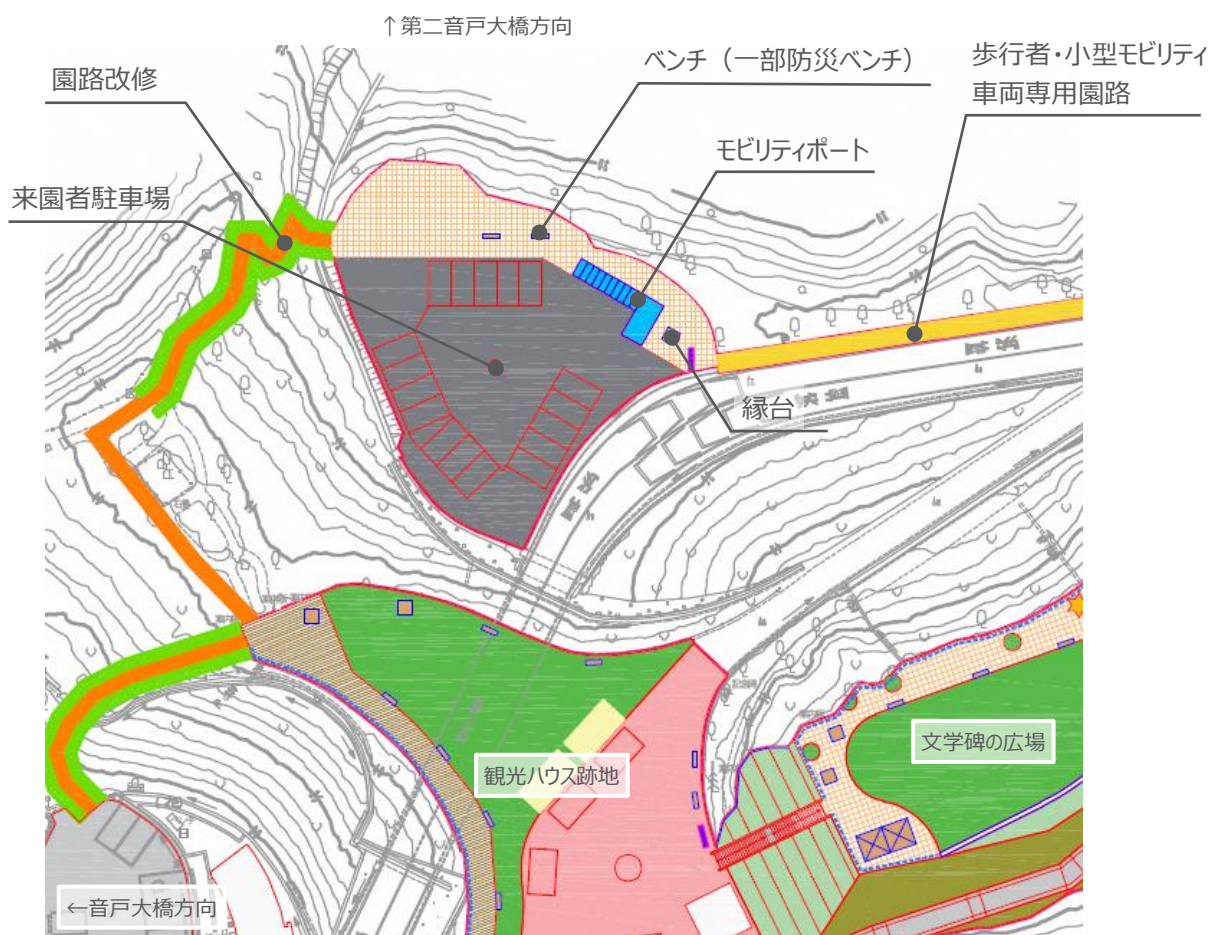 ↑第二音戸大橋方向
園路改修
ベンチ（一部防災ベンチ）
歩行者・小型モビリティ
車両専用園路
モビリティポート
来園者駐車場
縁台
文学碑の広場
観光ハウス跡地
←音戸大橋方向